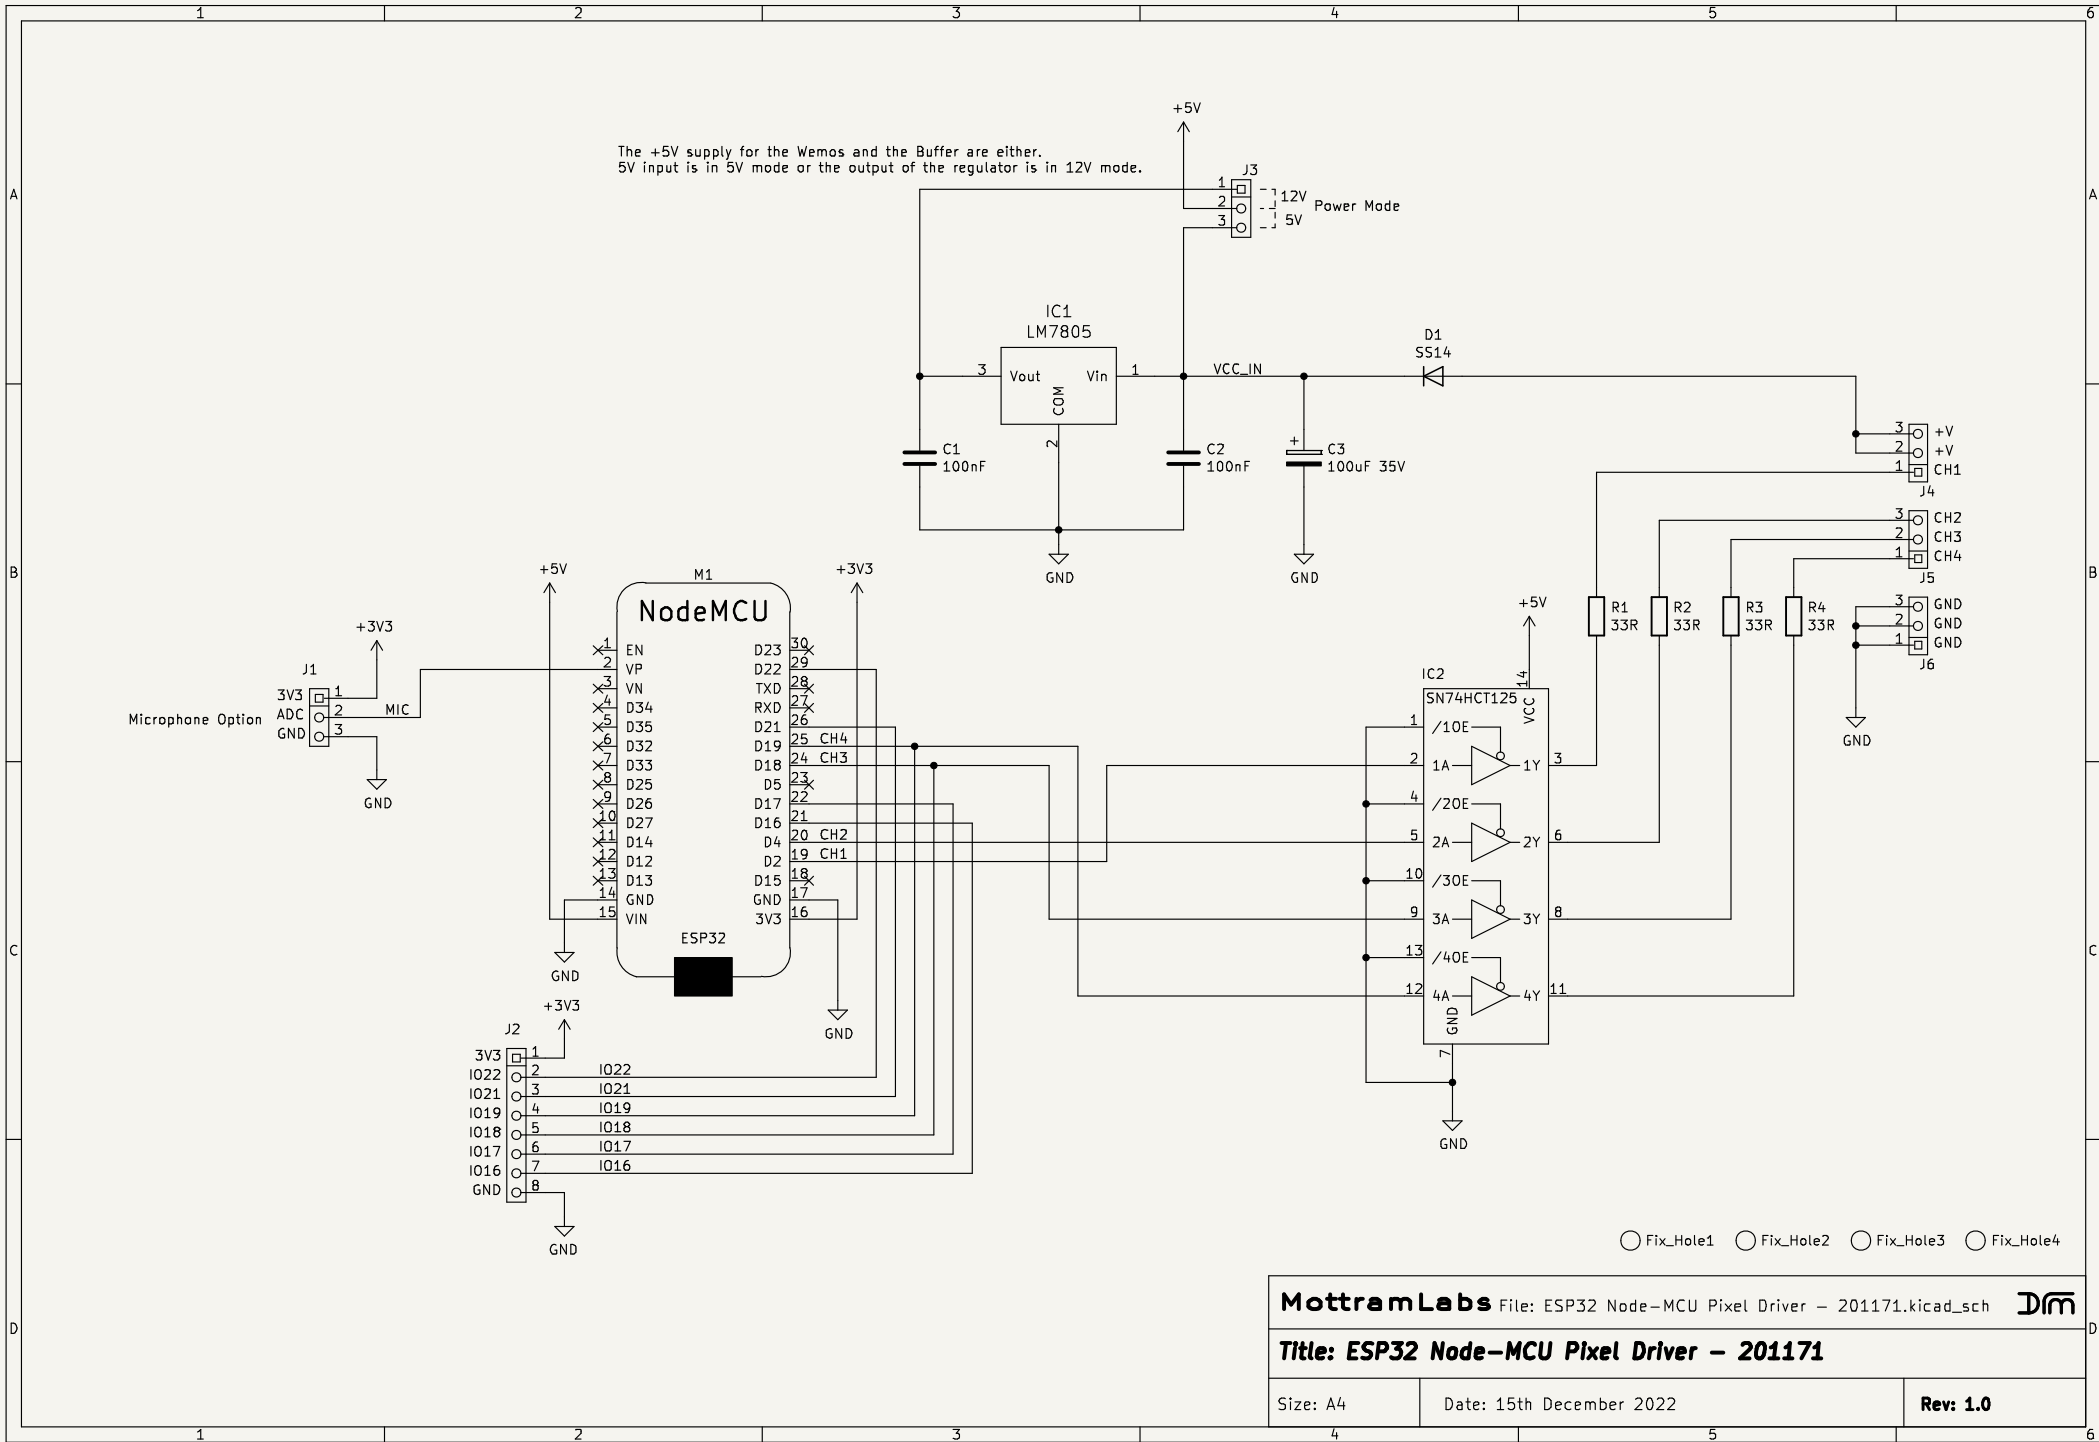 1 2 3 4 5 6
A
B
C
D
A
B
C
D
1 2 3 4 5 6
The +5V supply for the Wemos and the Buffer are either.
5V input is in 5V mode or the output of the regulator is in 12V mode.
+5V
J3
1
2
3
12V
5V
Power Mode
IC1
LM7805
3 Vout Vin 1
COM
2
VCC_IN
D1
SS14
C1
100nF
C2
100nF
+
C3
100uF 35V
GND
GND
3 +V
2 +V
1 CH1
J4
3 CH2
2 CH3
1 CH4
J5
3 GND
2 GND
1 GND
J6
GND
R1
33R
R2
33R
R3
33R
R4
33R
+5V
IC2
SN74HCT125
14
VCC
1 /1OE
2 1A 1Y 3
4 /2OE
5 2A 2Y 6
10 /3OE
9 3A 3Y 8
13 /4OE
12 4A 4Y 11
GND
7
GND
+5V
M1
+3V3
NodeMCU
1 EN D23 30
2 VP D22 29
3 VN TXD 28
4 D34 RXD 27
5 D35 D21 26
6 D32 D19 25 CH4
7 D33 D18 24 CH3
8 D25 D5 23
9 D26 D17 22
10 D27 D16 21
11 D14 D4 20 CH2
12 D12 D2 19 CH1
13 D13 D15 18
14 GND GND 17
15 VIN 3V3 16
ESP32
GND
GND
+3V3
J1
3V3 1
ADC 2 MIC
GND 3
Microphone Option
GND
+3V3
J2
3V3 1
IO22 2 IO22
IO21 3 IO21
IO19 4 IO19
IO18 5 IO18
IO17 6 IO17
IO16 7 IO16
GND 8
GND
Fix_Hole1 Fix_Hole2 Fix_Hole3 Fix_Hole4
MottramLabs File: ESP32 Node-MCU Pixel Driver - 201171.kicad_sch
Title: ESP32 Node-MCU Pixel Driver - 201171
Size: A4 Date: 15th December 2022 Rev: 1.0